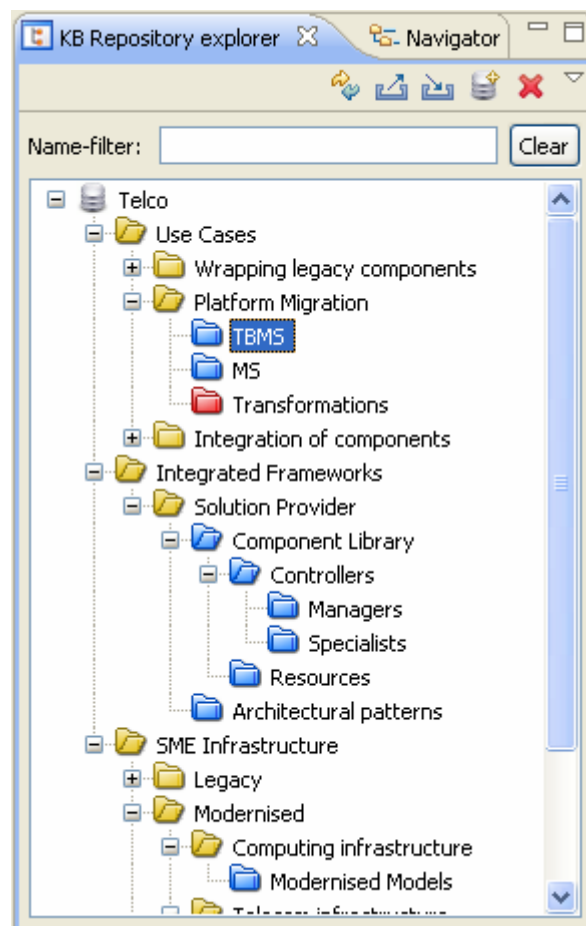 KB Repository explorer Navigator
Name-filter: Clear
Telco
Use Cases
Wrapping legacy components
Platform Migration
TBMS
MS
Transformations
Integration of components
Integrated Frameworks
Solution Provider
Component Library
Controllers
Managers
Specialists
Resources
Architectural patterns
SME Infrastructure
Legacy
Modernised
Computing infrastructure
Modernised Models
Telecom infrastructure